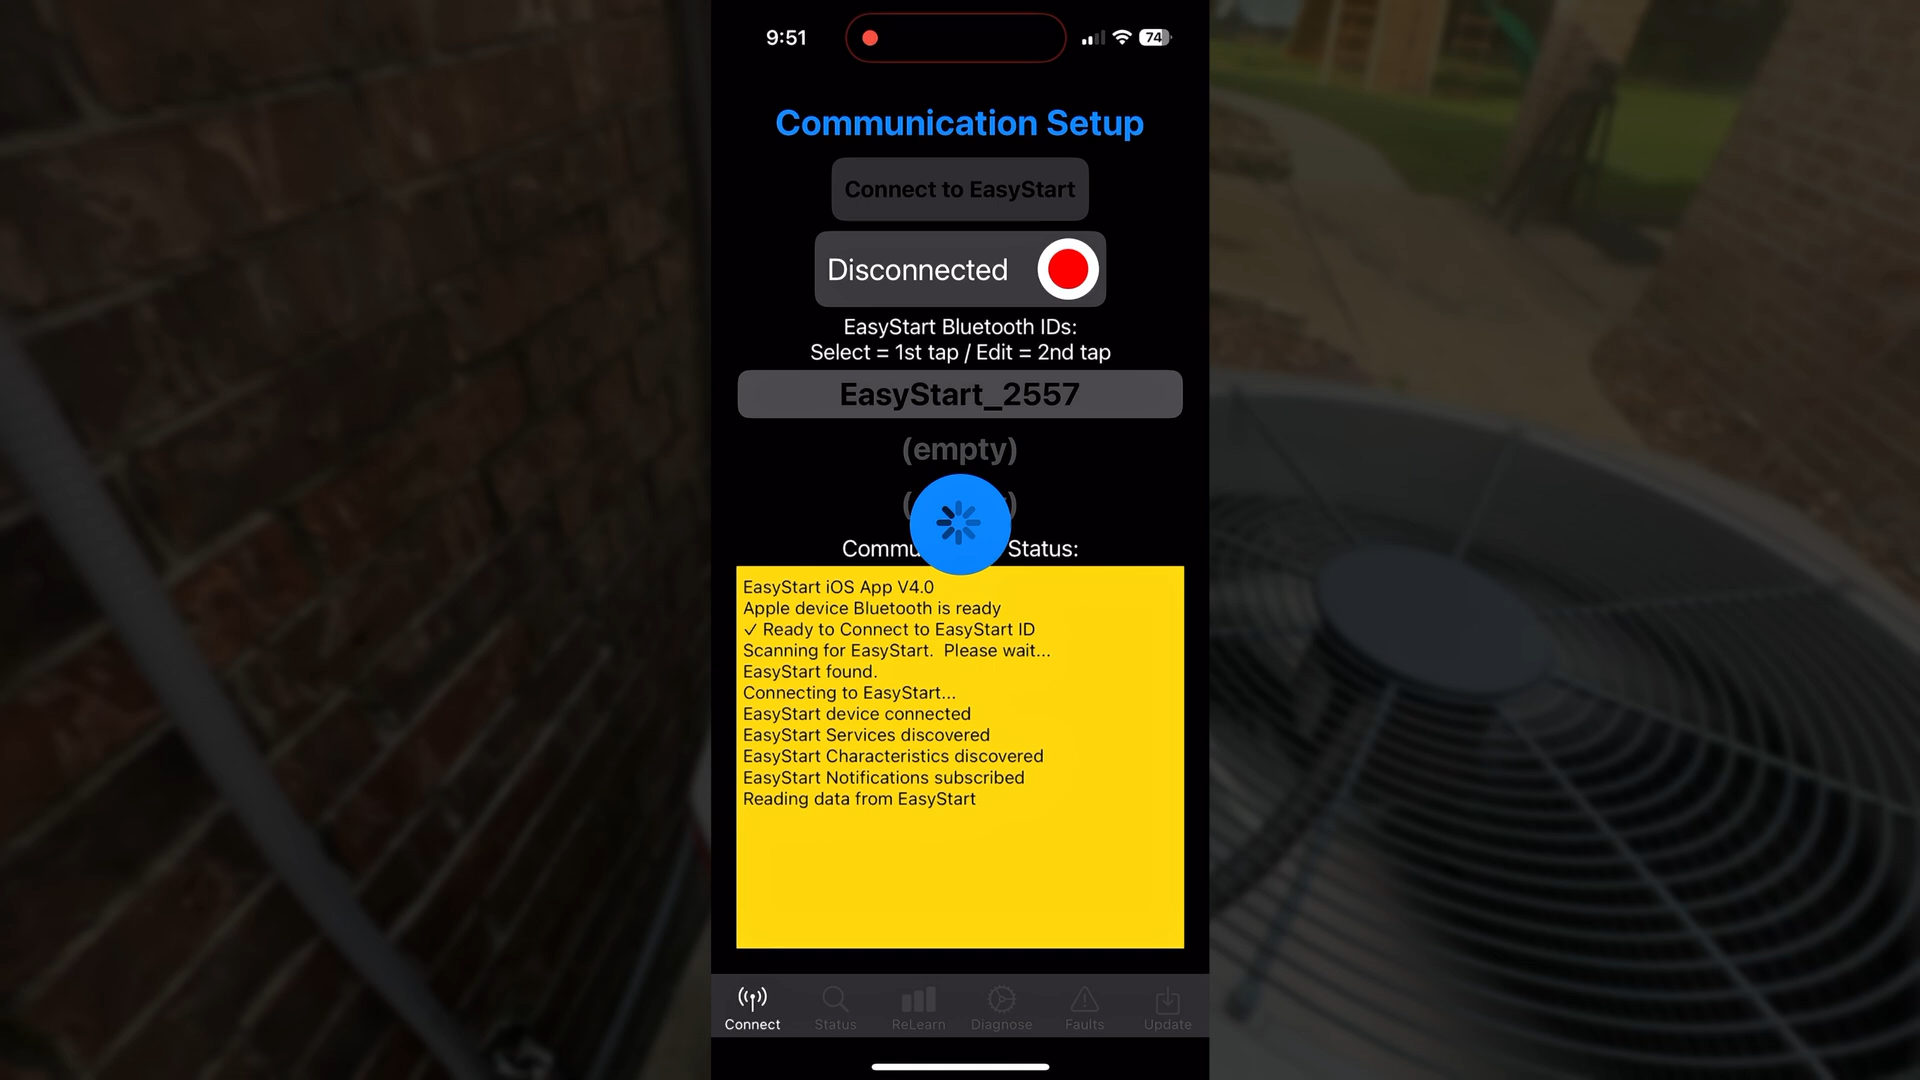 9:51
74
Communication Setup
Connect to EasyStart
Disconnected
EasyStart Bluetooth IDs:
Select = 1st tap / Edit = 2nd tap
EasyStart_2557
(empty)
Status:
EasyStart iOS App V4.0
Apple device Bluetooth is ready
✓ Ready to Connect to EasyStart ID
Scanning for EasyStart.  Please wait...
EasyStart found.
Connecting to EasyStart...
EasyStart device connected
EasyStart Services discovered
EasyStart Characteristics discovered
EasyStart Notifications subscribed
Reading data from EasyStart
Connect Status ReLearn Diagnose Faults Update